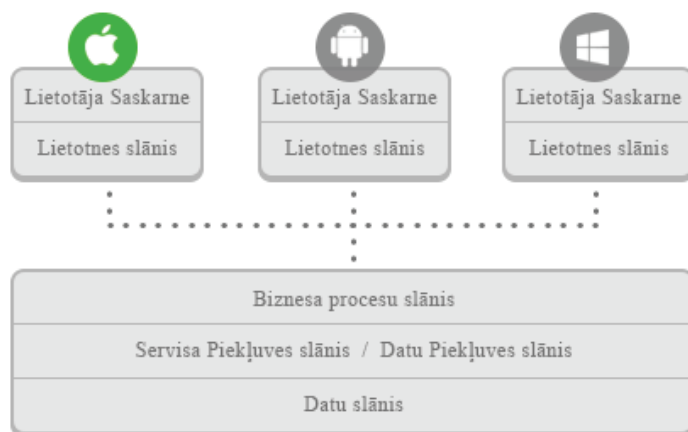 Lietotāja Saskarne
Lietotāja Saskarne
Lietotāja Saskarne
Lietotnes slānis
Lietotnes slānis
Lietotnes slānis
Biznesa procesu slānis
Servisa Piekļuves slānis / Datu Piekļuves slānis
Datu slānis